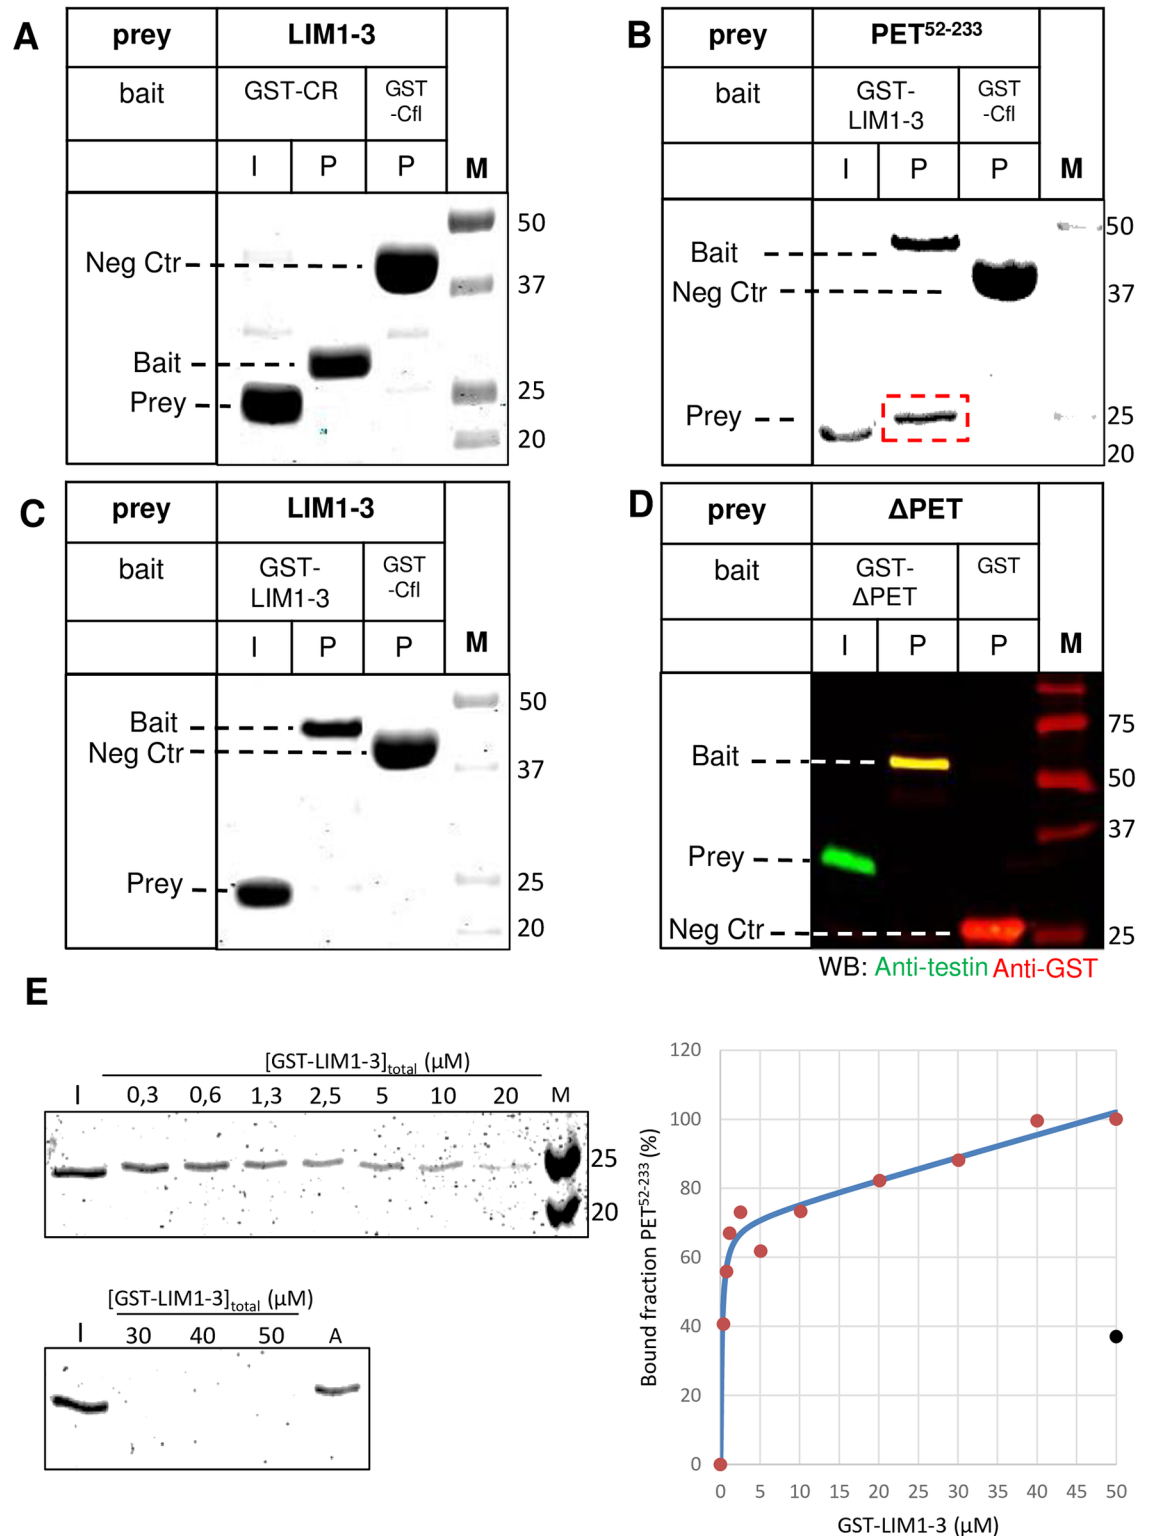 A
prey LIM1-3
bait GST-CR GST
-Cfl
I P P M
50
Neg Ctr
37
Bait
25
Prey
20
B
prey PET52-233
bait GST-
LIM1-3 GST
-Cfl
I P P M
50
Bait
Neg Ctr 37
Prey 25
20
C
prey LIM1-3
bait GST-
LIM1-3 GST
-Cfl
I P P M
50
Bait
Neg Ctr
37
Prey 25
20
D
prey ΔPET
bait GST-
ΔPET GST
I P P M
75
Bait
50
37
Prey
Neg Ctr 25
WB: Anti-testin Anti-GST
E
[GST-LIM1-3]total (μM)
I 0,3 0,6 1,3 2,5 5 10 20 M
25
20
[GST-LIM1-3]total (μM)
I 30 40 50 A
Bound fraction PET52-233 (%)
120
100
80
60
40
20
0
0 5 10 15 20 25 30 35 40 45 50
GST-LIM1-3 (μM)